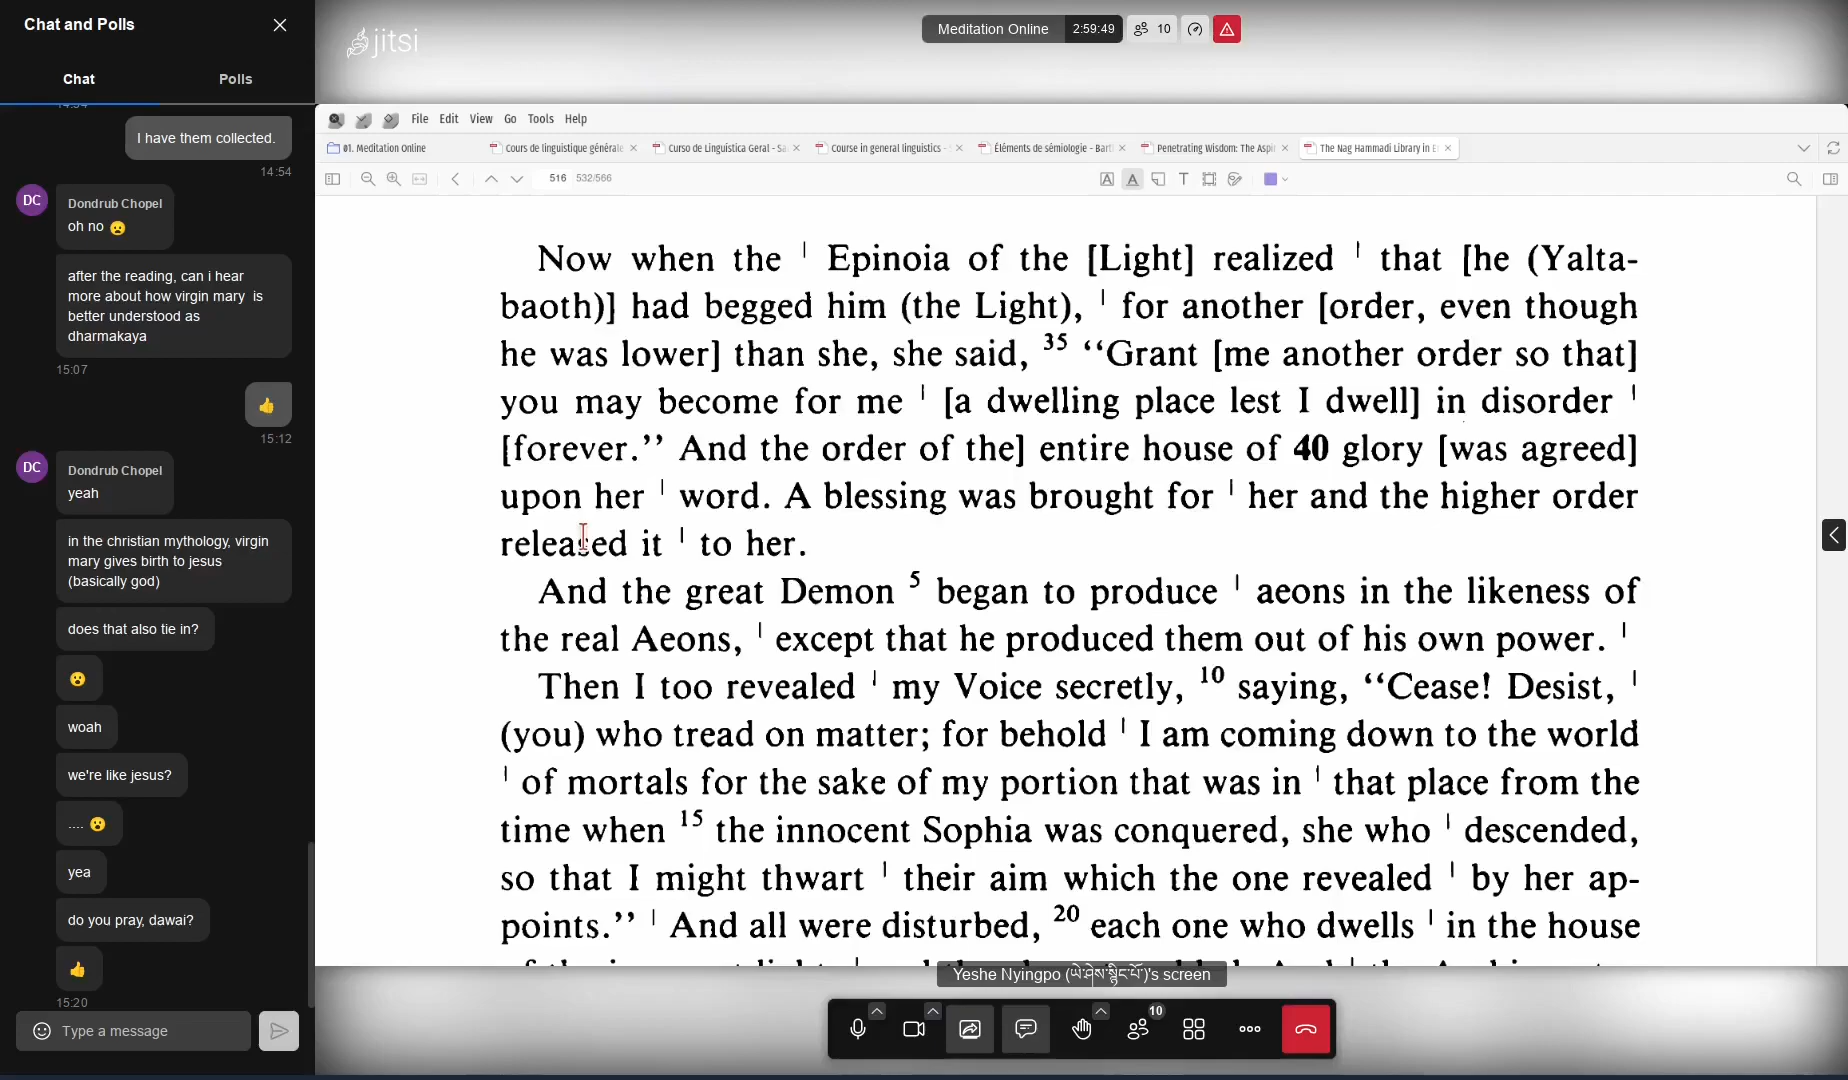 Chat and Polls
Chat
Polls
I have them collected.
14:54
DC
Dondrub Chopel
oh no 😦
after the reading, can i hear
more about how virgin mary is
better understood as
dharmakaya
15:07
👍
15:12
DC
Dondrub Chopel
yeah
in the christian mythology, virgin
mary gives birth to jesus
(basically god)
does that also tie in?
😮
woah
we're like jesus?
.... 😮
yea
do you pray, dawai?
👍
15:20
Type a message
jitsi
Meditation Online 2:59:49 10
File Edit View Go Tools Help
01. Meditation Online
Cours de linguistique générale
Curso de Linguística Geral - Sa
Course in general linguistics -
Éléments de sémiologie - Bart
Penetrating Wisdom: The Aspi
The Nag Hammadi Library in E
516 532/566
Now when the | Epinoia of the [Light] realized | that [he (Yalta-
baoth)] had begged him (the Light), | for another [order, even though
he was lower] than she, she said, 35 “Grant [me another order so that]
you may become for me | [a dwelling place lest I dwell] in disorder |
[forever.” And the order of the] entire house of 40 glory [was agreed]
upon her | word. A blessing was brought for | her and the higher order
released it | to her.
And the great Demon 5 began to produce | aeons in the likeness of
the real Aeons, | except that he produced them out of his own power. |
Then I too revealed | my Voice secretly, 10 saying, “Cease! Desist, |
(you) who tread on matter; for behold | I am coming down to the world
| of mortals for the sake of my portion that was in | that place from the
time when 15 the innocent Sophia was conquered, she who | descended,
so that I might thwart | their aim which the one revealed | by her ap-
points.” | And all were disturbed, 20 each one who dwells | in the house
Yeshe Nyingpo (ཡེ་ཤེས་སྙིང་པོ་)'s screen
10